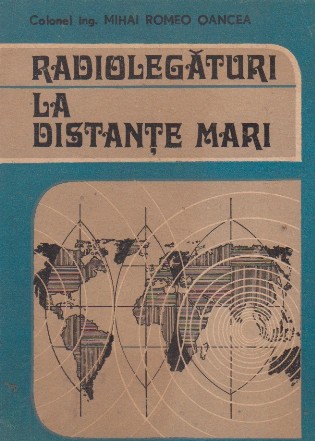 Colonel ing. MIHAI ROMEO OANCEA
RADIOLEGĂTURI
LA
DISTANȚE MARI